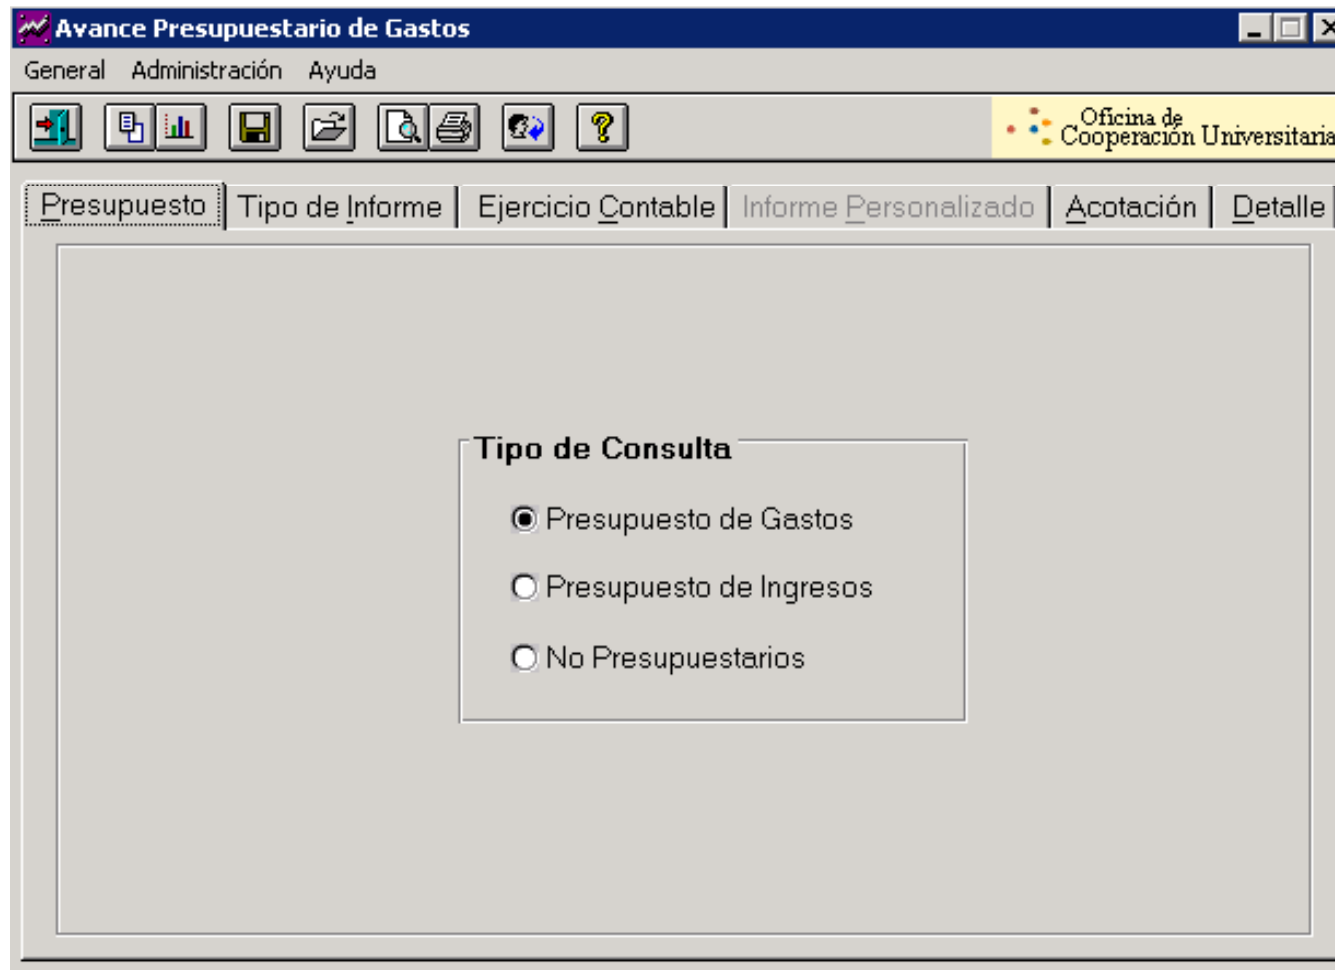 Avance Presupuestario de Gastos
General Administración Ayuda
Oficina de
Cooperación Universitaria
Presupuesto Tipo de Informe Ejercicio Contable Informe Personalizado Acotación Detalle
Tipo de Consulta
Presupuesto de Gastos
Presupuesto de Ingresos
No Presupuestarios